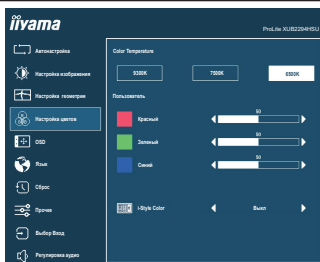 iiyama
ProLite XUB2294HSU
Автонастройка
Color Temperature
Настройка изображения
9300K 7500K 6500K
Настройка геометрии
Пользователь
Настройка цветов
Красный 50
OSD
Зеленый 50
Язык
Синий 50
Сброс
Прочее
i-Style Color Выкл
Выбор Вход
Регулировка аудио